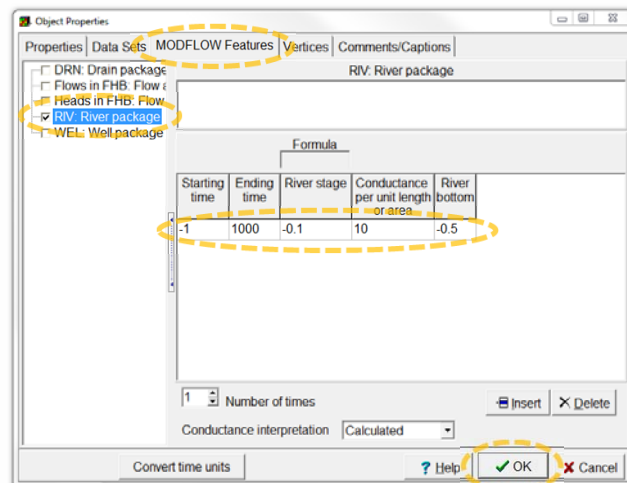 Object Properties
Properties Data Sets MODFLOW Features Vertices Comments/Captions
DRN: Drain package
Flows in FHB: Flow a
Heads in FHB: Flow
RIV: River package
WEL: Well package
RIV: River package
Formula
Starting time Ending time River stage Conductance per unit length or area River bottom
-1 1000 -0.1 10 -0.5
1 Number of times
Insert Delete
Conductance interpretation Calculated
Convert time units ? Help OK Cancel